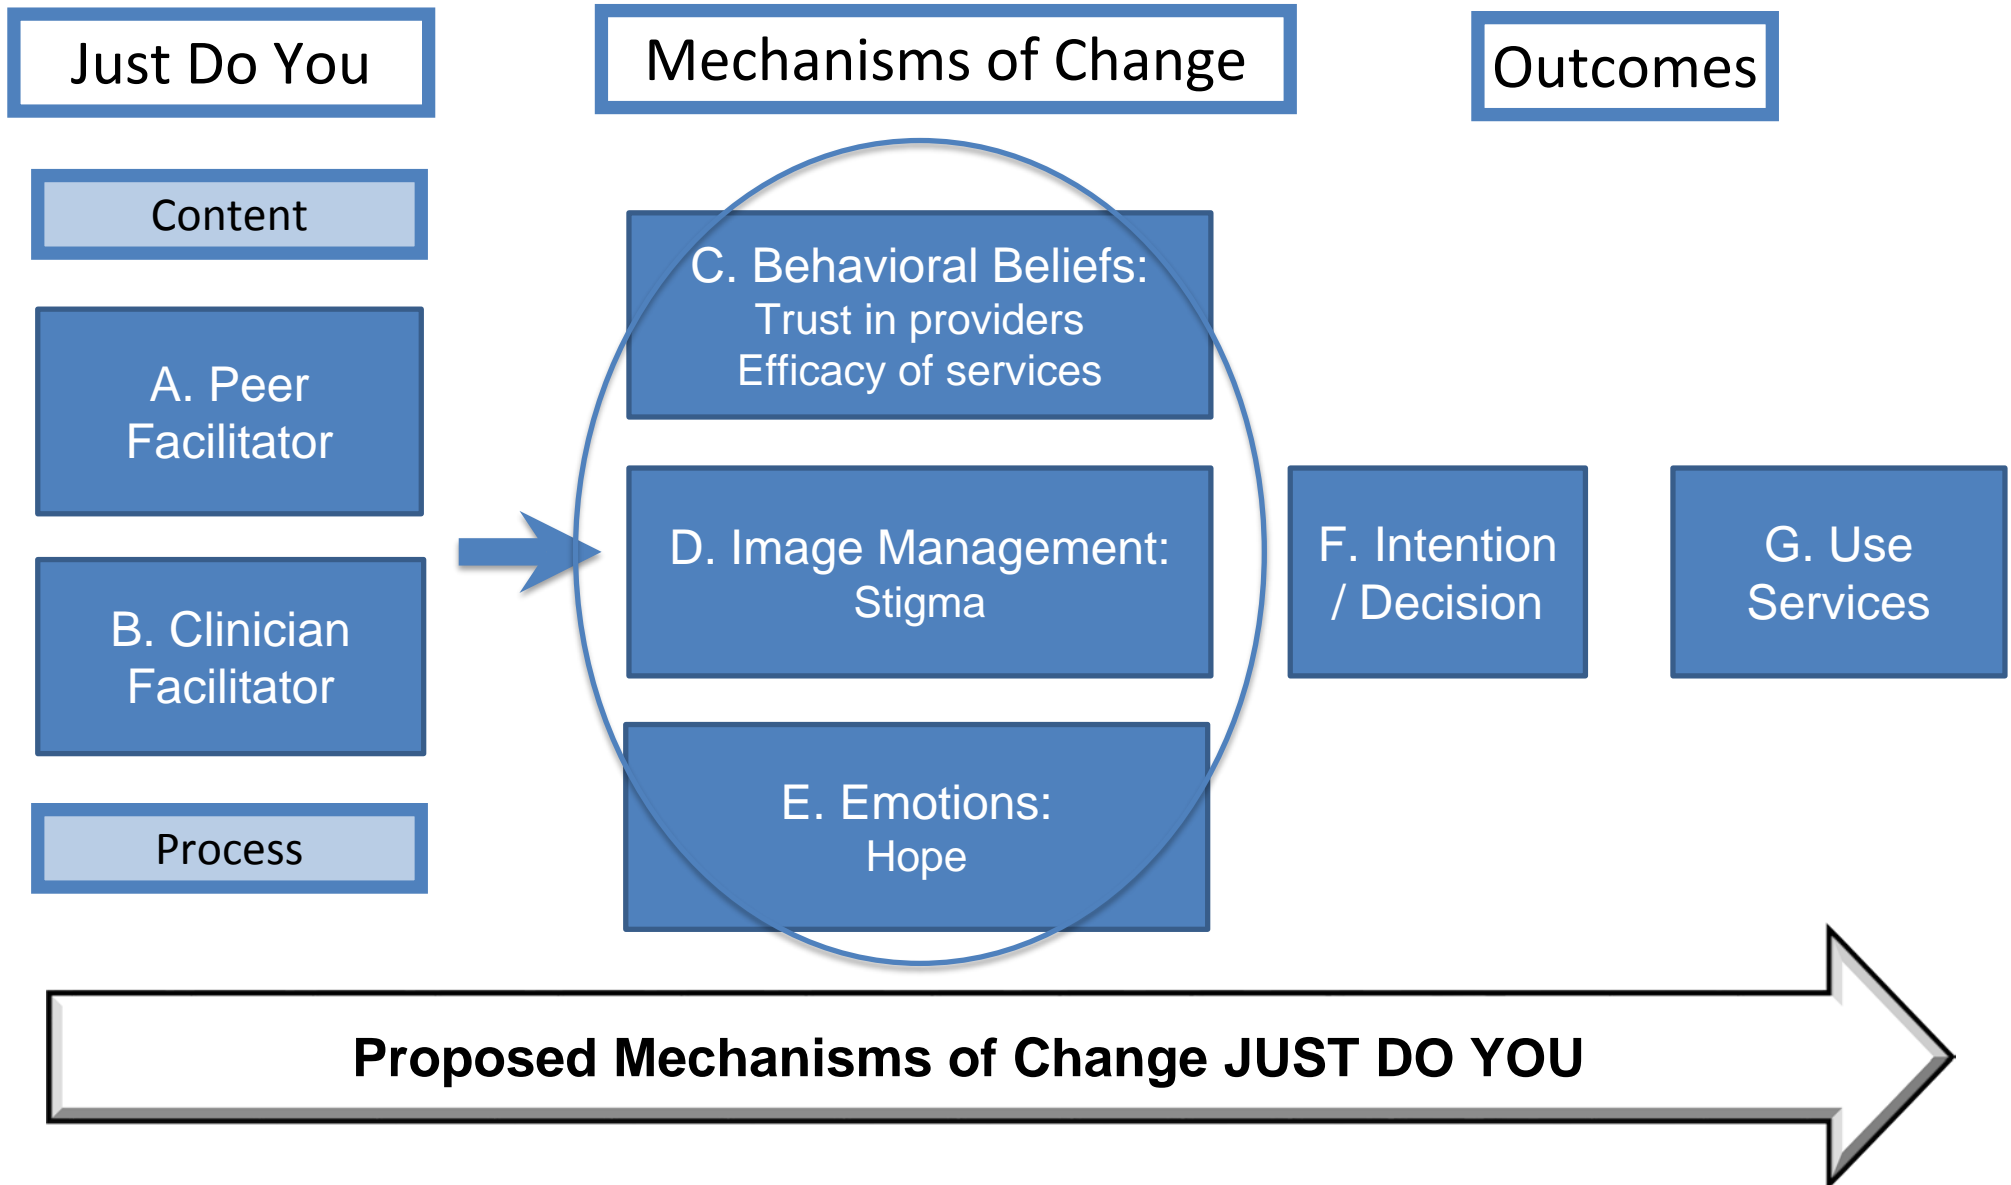 Just Do You
Mechanisms of Change
Outcomes
Content
A. Peer
Facilitator
B. Clinician
Facilitator
Process
C. Behavioral Beliefs:
Trust in providers
Efficacy of services
D. Image Management:
Stigma
E. Emotions:
Hope
F. Intention
/ Decision
G. Use
Services
Proposed Mechanisms of Change JUST DO YOU